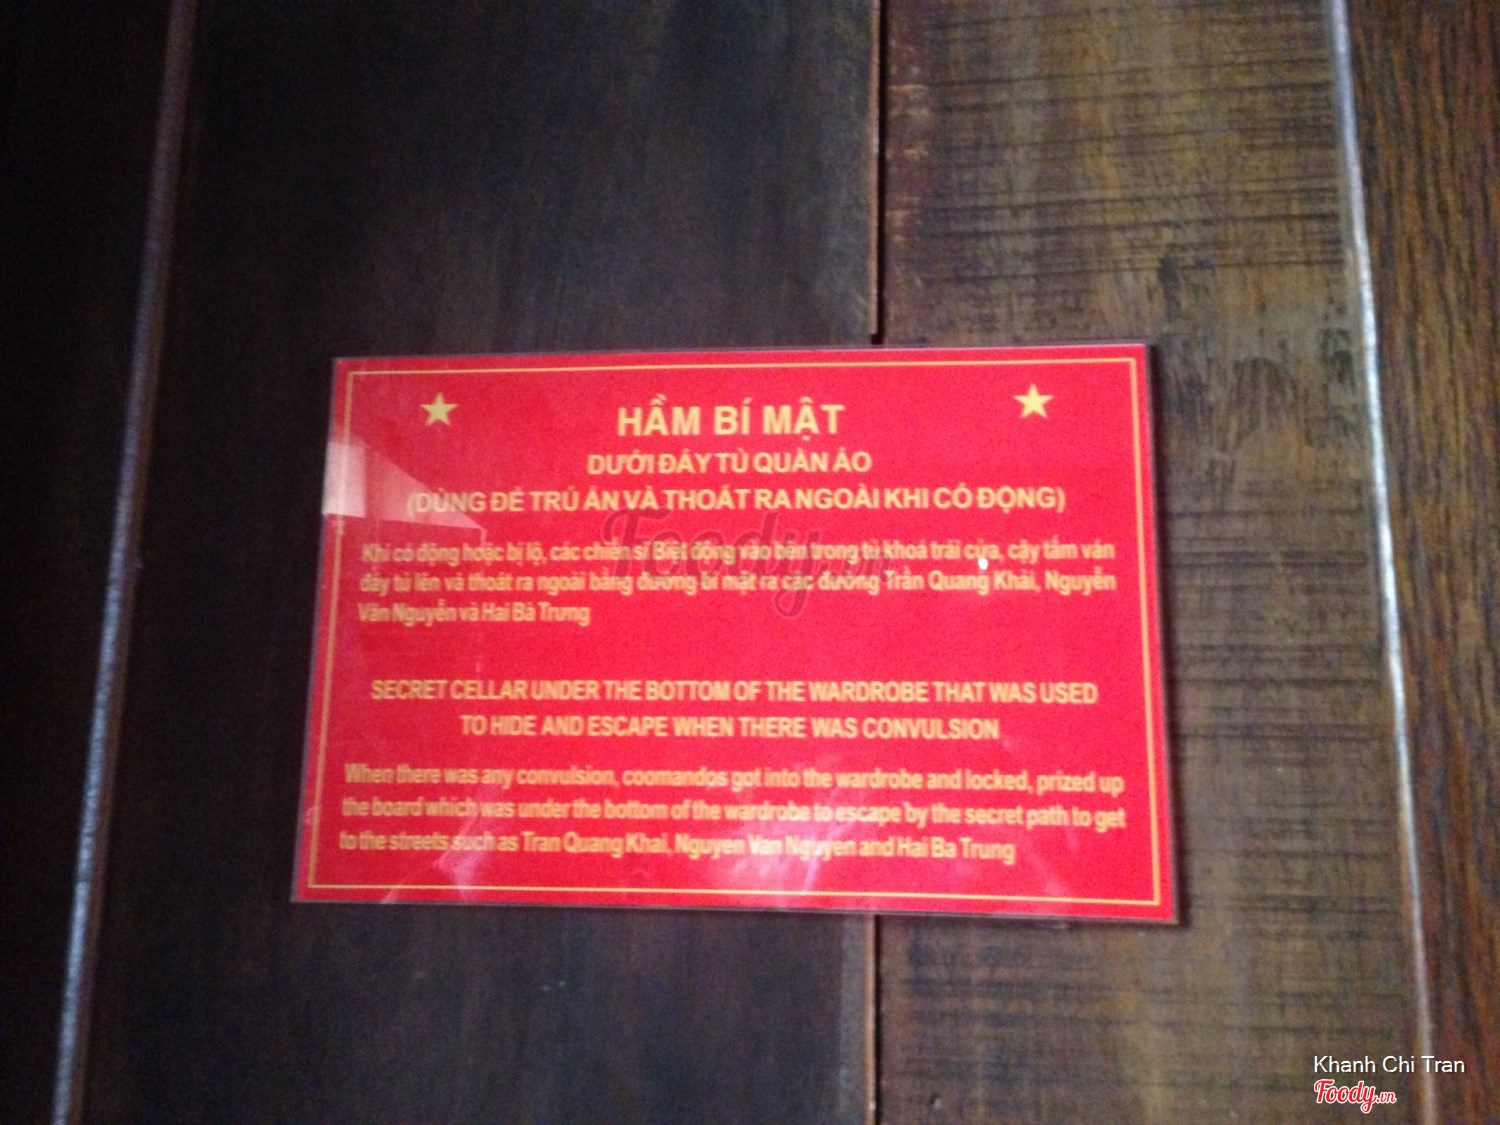 HẦM BÍ MẬT
DƯỚI ĐÁY TỦ QUẦN ÁO
(DÙNG ĐỂ TRÚ ẨN VÀ THOÁT RA NGOÀI KHI CÓ ĐỘNG)
Khi có động hoặc bị lộ, các chiến sĩ Biệt động vào bên trong tủ khoá trái cửa, cậy tấm ván
đáy tủ lên và thoát ra ngoài bằng đường bí mật ra các đường Trần Quang Khải, Nguyễn
Văn Nguyễn và Hai Bà Trưng
SECRET CELLAR UNDER THE BOTTOM OF THE WARDROBE THAT WAS USED
TO HIDE AND ESCAPE WHEN THERE WAS CONVULSION
When there was any convulsion, coomandos got into the wardrobe and locked, prized up
the board which was under the bottom of the wardrobe to escape by the secret path to get
to the streets such as Tran Quang Khai, Nguyen Van Nguyen and Hai Ba Trung
Foody.vn
Khanh Chi Tran
Foody.vn